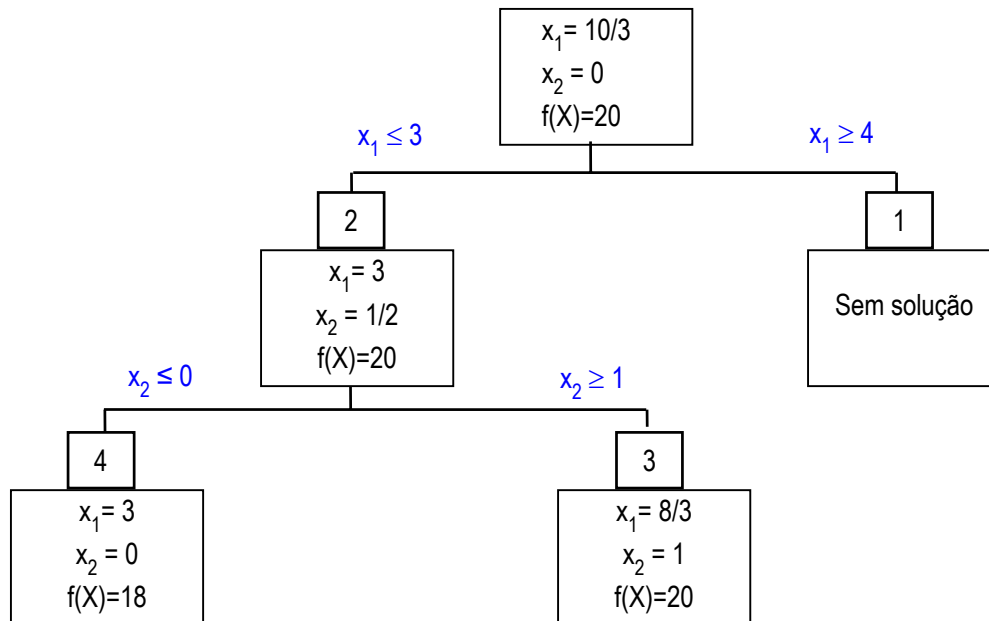 x₁= 10/3
x₂ = 0
f(X)=20
x₁ ≤ 3
x₁ ≥ 4
2
x₁= 3
x₂ = 1/2
f(X)=20
1
Sem solução
x₂ ≤ 0
x₂ ≥ 1
4
x₁= 3
x₂ = 0
f(X)=18
3
x₁= 8/3
x₂ = 1
f(X)=20